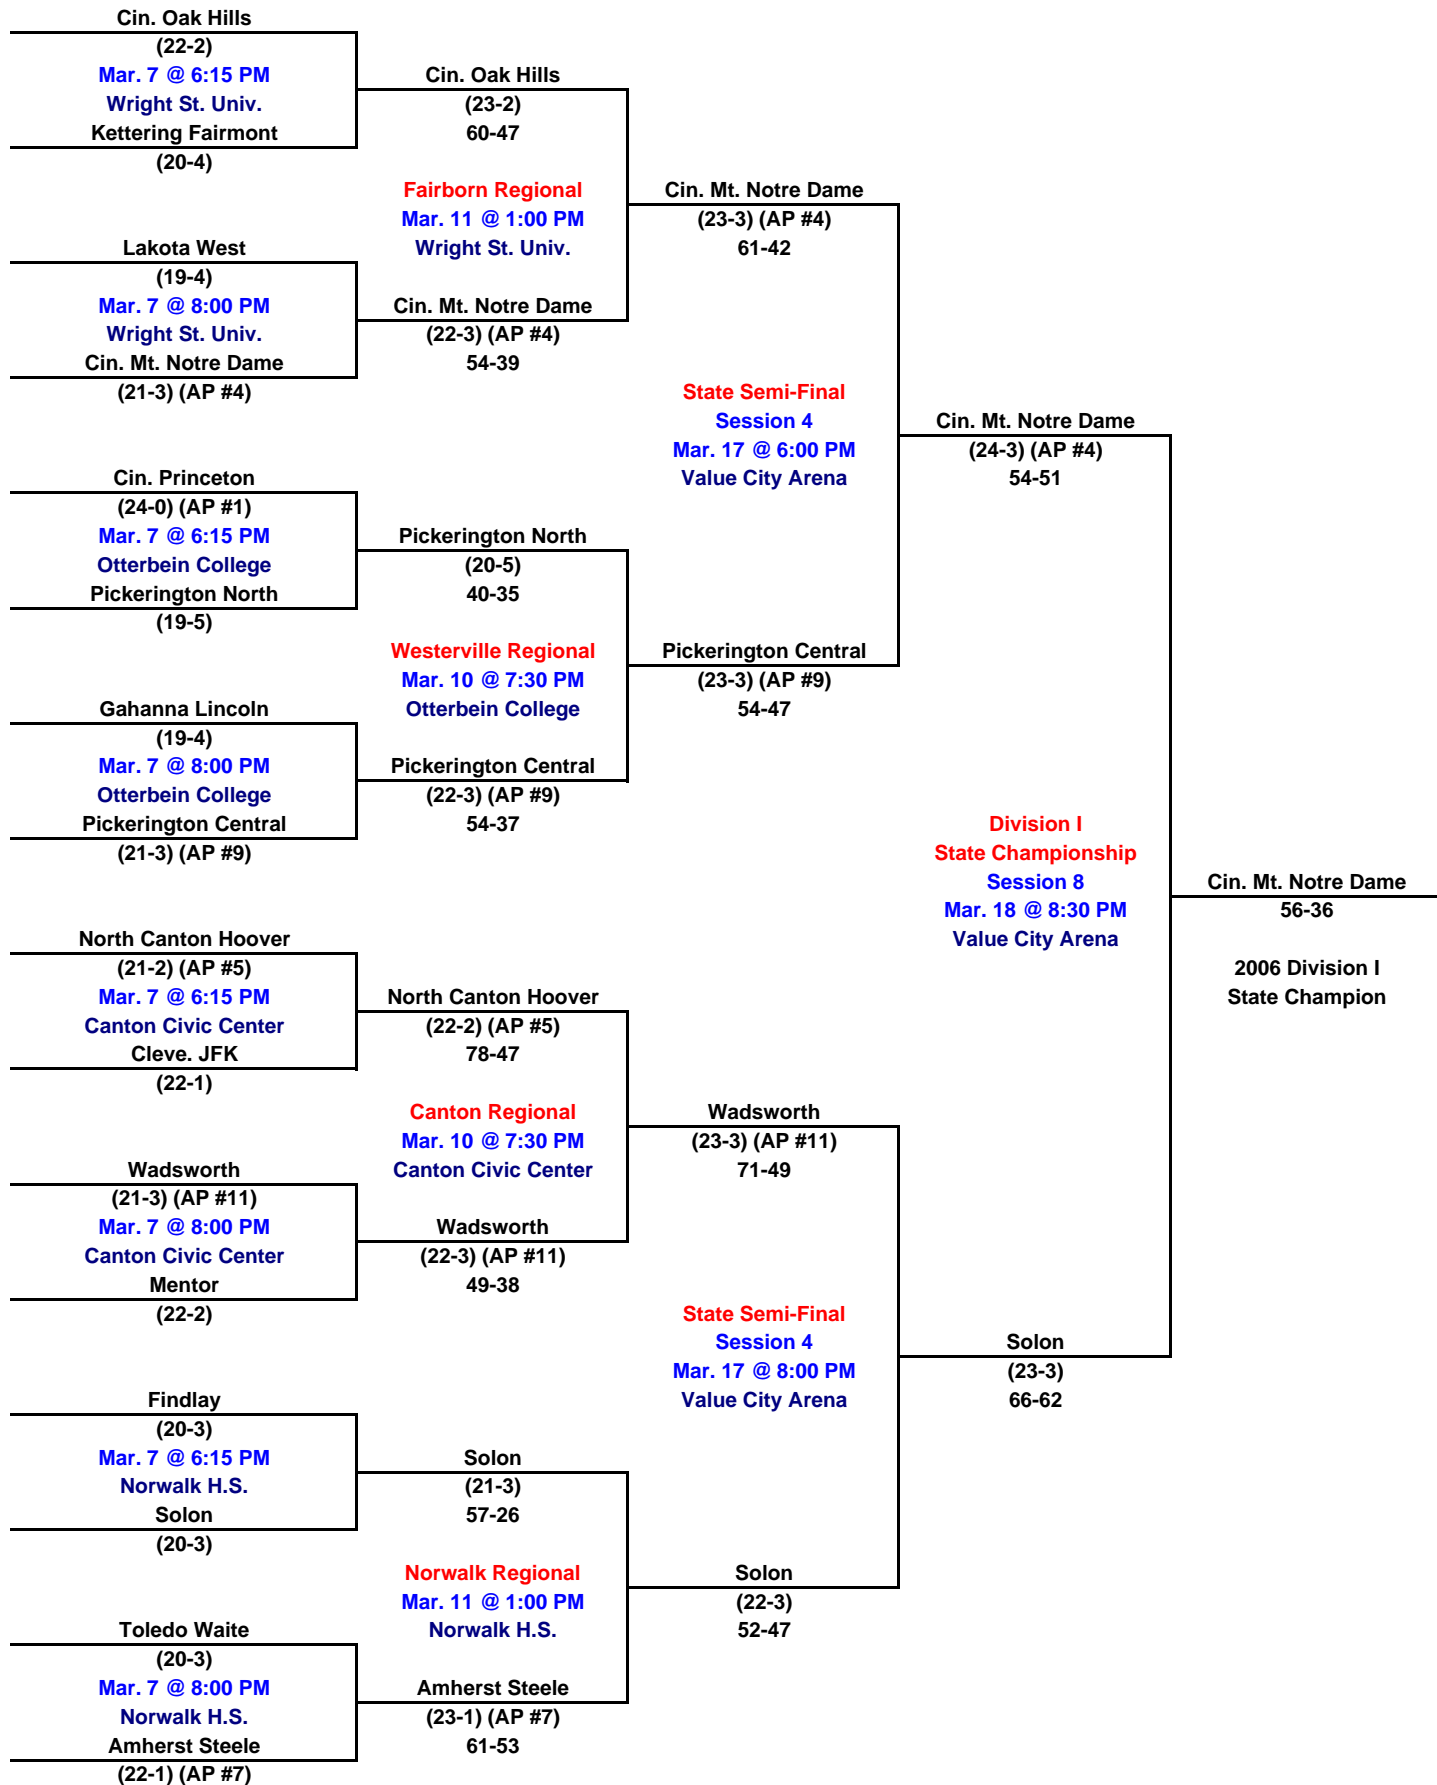 Cin. Oak Hills
(22-2)
Mar. 7 @ 6:15 PM
Wright St. Univ.
Kettering Fairmont
(20-4)
Lakota West
(19-4)
Mar. 7 @ 8:00 PM
Wright St. Univ.
Cin. Mt. Notre Dame
(21-3) (AP #4)
Cin. Princeton
(24-0) (AP #1)
Mar. 7 @ 6:15 PM
Otterbein College
Pickerington North
(19-5)
Gahanna Lincoln
(19-4)
Mar. 7 @ 8:00 PM
Otterbein College
Pickerington Central
(21-3) (AP #9)
North Canton Hoover
(21-2) (AP #5)
Mar. 7 @ 6:15 PM
Canton Civic Center
Cleve. JFK
(22-1)
Wadsworth
(21-3) (AP #11)
Mar. 7 @ 8:00 PM
Canton Civic Center
Mentor
(22-2)
Findlay
(20-3)
Mar. 7 @ 6:15 PM
Norwalk H.S.
Solon
(20-3)
Toledo Waite
(20-3)
Mar. 7 @ 8:00 PM
Norwalk H.S.
Amherst Steele
(22-1) (AP #7)
Cin. Oak Hills
(23-2)
60-47
Fairborn Regional
Mar. 11 @ 1:00 PM
Wright St. Univ.
Cin. Mt. Notre Dame
(22-3) (AP #4)
54-39
Pickerington North
(20-5)
40-35
Westerville Regional
Mar. 10 @ 7:30 PM
Otterbein College
Pickerington Central
(22-3) (AP #9)
54-37
North Canton Hoover
(22-2) (AP #5)
78-47
Canton Regional
Mar. 10 @ 7:30 PM
Canton Civic Center
Wadsworth
(22-3) (AP #11)
49-38
Solon
(21-3)
57-26
Norwalk Regional
Mar. 11 @ 1:00 PM
Norwalk H.S.
Amherst Steele
(23-1) (AP #7)
61-53
Cin. Mt. Notre Dame
(23-3) (AP #4)
61-42
State Semi-Final
Session 4
Mar. 17 @ 6:00 PM
Value City Arena
Pickerington Central
(23-3) (AP #9)
54-47
Wadsworth
(23-3) (AP #11)
71-49
State Semi-Final
Session 4
Mar. 17 @ 8:00 PM
Value City Arena
Solon
(22-3)
52-47
Cin. Mt. Notre Dame
(24-3) (AP #4)
54-51
Division I
State Championship
Session 8
Mar. 18 @ 8:30 PM
Value City Arena
Solon
(23-3)
66-62
Cin. Mt. Notre Dame
56-36
2006 Division I
State Champion